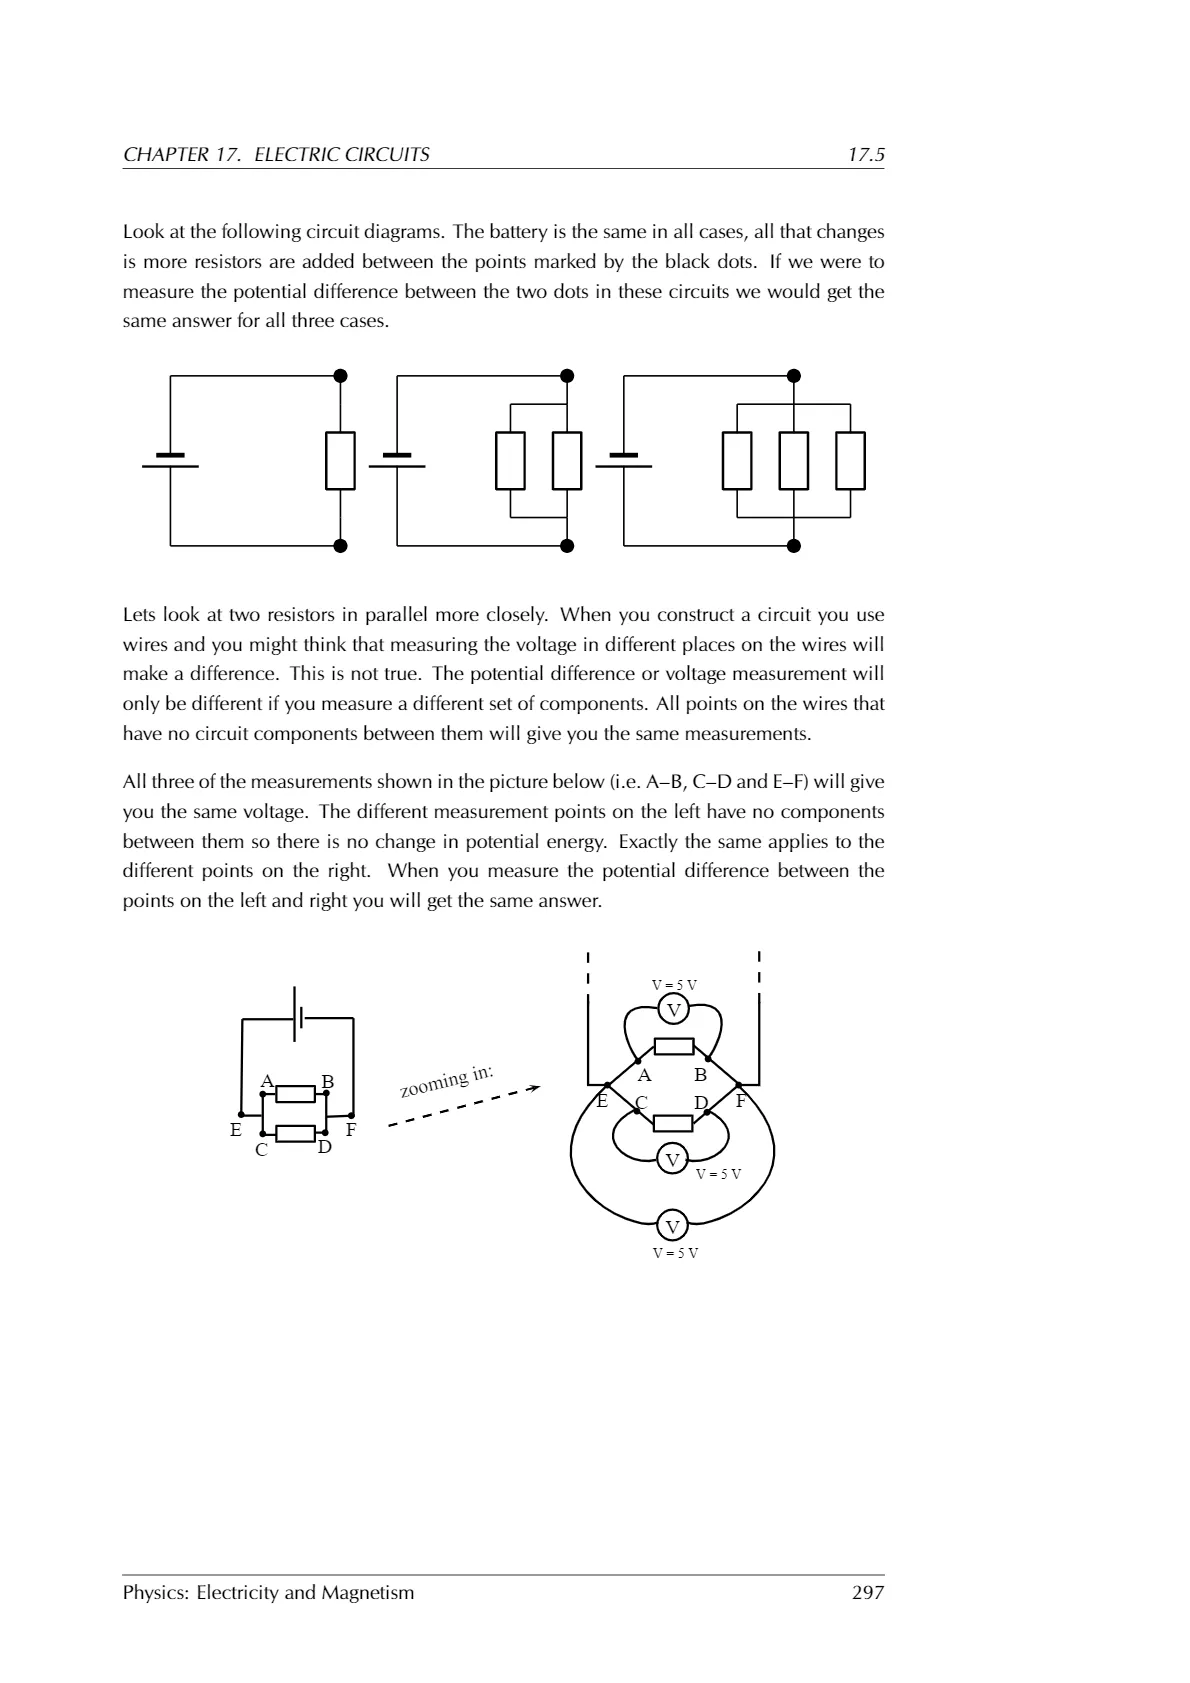 CHAPTER 17. ELECTRIC CIRCUITS 17.5
Look at the following circuit diagrams. The battery is the same in all cases, all that changes
is more resistors are added between the points marked by the black dots. If we were to
measure the potential difference between the two dots in these circuits we would get the
same answer for all three cases.
Lets look at two resistors in parallel more closely. When you construct a circuit you use
wires and you might think that measuring the voltage in different places on the wires will
make a difference. This is not true. The potential difference or voltage measurement will
only be different if you measure a different set of components. All points on the wires that
have no circuit components between them will give you the same measurements.
All three of the measurements shown in the picture below (i.e. A–B, C–D and E–F) will give
you the same voltage. The different measurement points on the left have no components
between them so there is no change in potential energy. Exactly the same applies to the
different points on the right. When you measure the potential difference between the
points on the left and right you will get the same answer.
A B
E F
C D
zooming in:
V = 5 V
V
A B
E C D F
V
V = 5 V
V
V = 5 V
Physics: Electricity and Magnetism 297